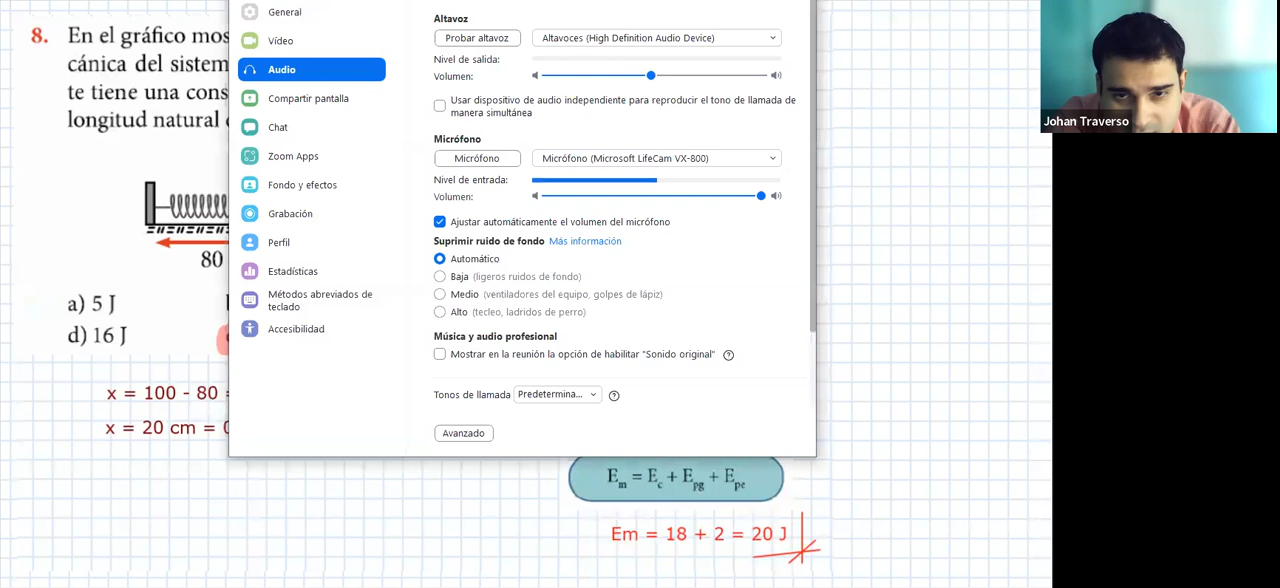 8. En el gráfico mos
cánica del sistem
te tiene una cons
longitud natural
80
a) 5 J
d) 16 J
x = 100 - 80 =
x = 20 cm =
General
Vídeo
Audio
Compartir pantalla
Chat
Zoom Apps
Fondo y efectos
Grabación
Perfil
Estadísticas
Métodos abreviados de
teclado
Accesibilidad
Altavoz
Probar altavoz Altavoces (High Definition Audio Device)
Nivel de salida:
Volumen:
Usar dispositivo de audio independiente para reproducir el tono de llamada de
manera simultánea
Micrófono
Micrófono Micrófono (Microsoft LifeCam VX-800)
Nivel de entrada:
Volumen:
Ajustar automáticamente el volumen del micrófono
Suprimir ruido de fondo Más información
Automático
Baja (ligeros ruidos de fondo)
Medio (ventiladores del equipo, golpes de lápiz)
Alto (tecleo, ladridos de perro)
Música y audio profesional
Mostrar en la reunión la opción de habilitar "Sonido original"
Tonos de llamada Predetermina...
Avanzado
Em = Ec + Epg + Epe
Em = 18 + 2 = 20 J
Johan Traverso